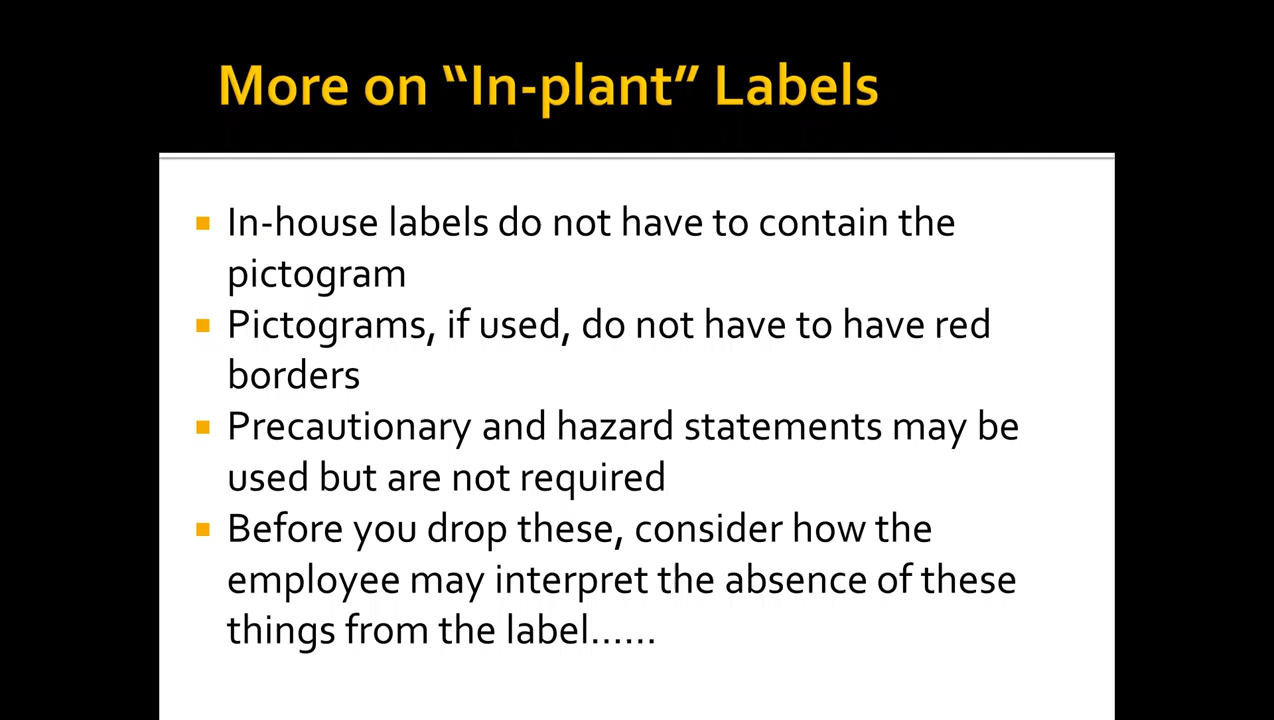 More on “In-plant” Labels
In-house labels do not have to contain the
pictogram
Pictograms, if used, do not have to have red
borders
Precautionary and hazard statements may be
used but are not required
Before you drop these, consider how the
employee may interpret the absence of these
things from the label……